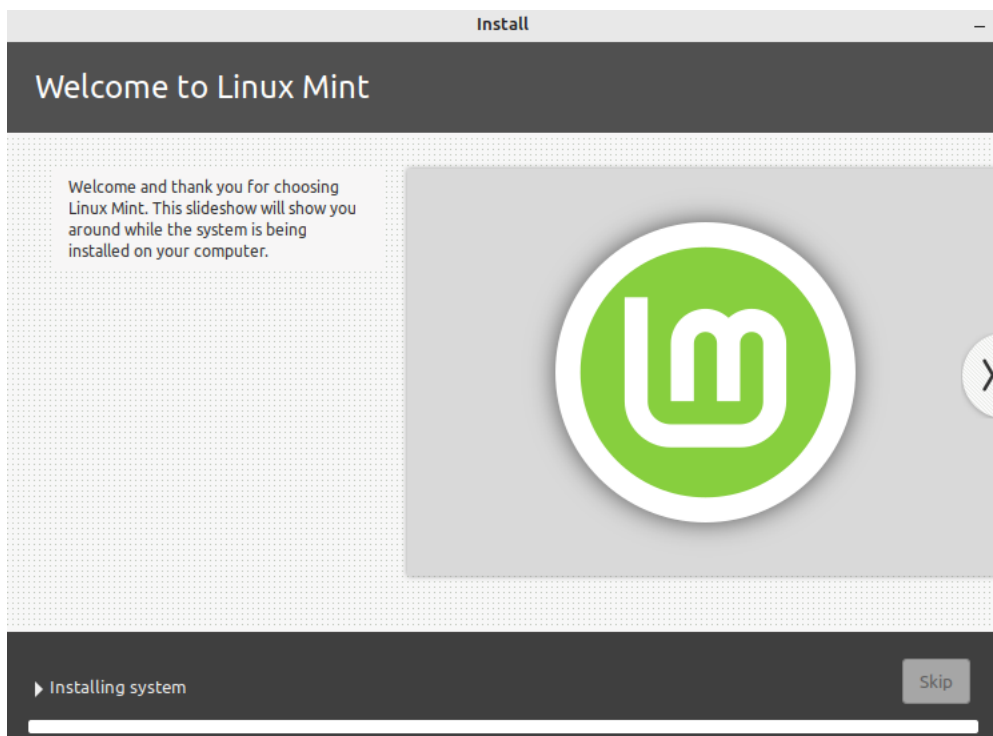 Install
Welcome to Linux Mint
Welcome and thank you for choosing
Linux Mint. This slideshow will show you
around while the system is being
installed on your computer.
lm
Installing system
Skip